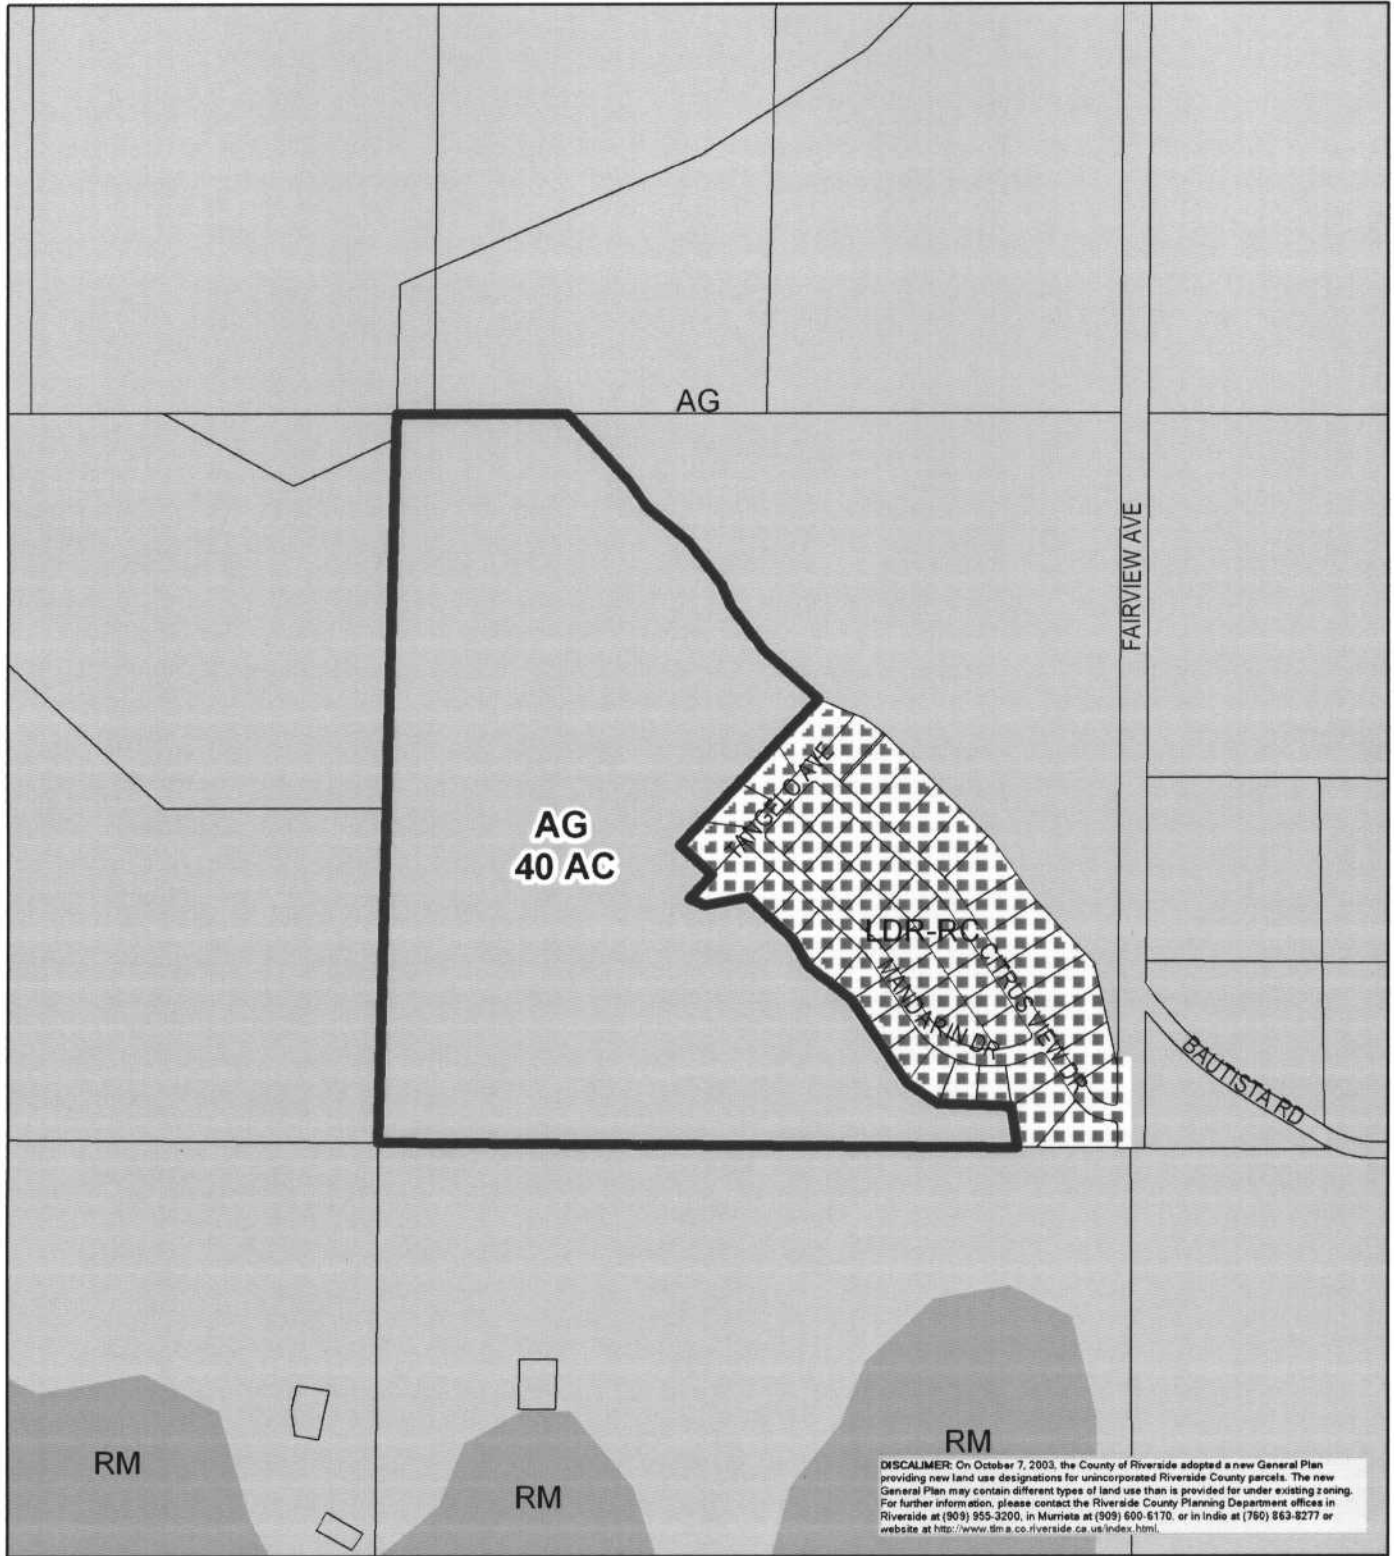 AG
FAIRVIEW AVE
TANGELO AVE
AG
40 AC
LDR-RC
CITRUS VIEW DR
MANDARIN DR
BAUTISTA RD
RM
RM
RM
DISCALIMER: On October 7, 2003, the County of Riverside adopted a new General Plan
providing new land use designations for unincorporated Riverside County parcels. The new
General Plan may contain different types of land use than is provided for under existing zoning.
For further information, please contact the Riverside County Planning Department offices in
Riverside at (909) 955-3200, in Murrieta at (909) 600-6170, or in Indio at (760) 863-8277 or
website at http://www.tlma.co.riverside.ca.us/index.html.